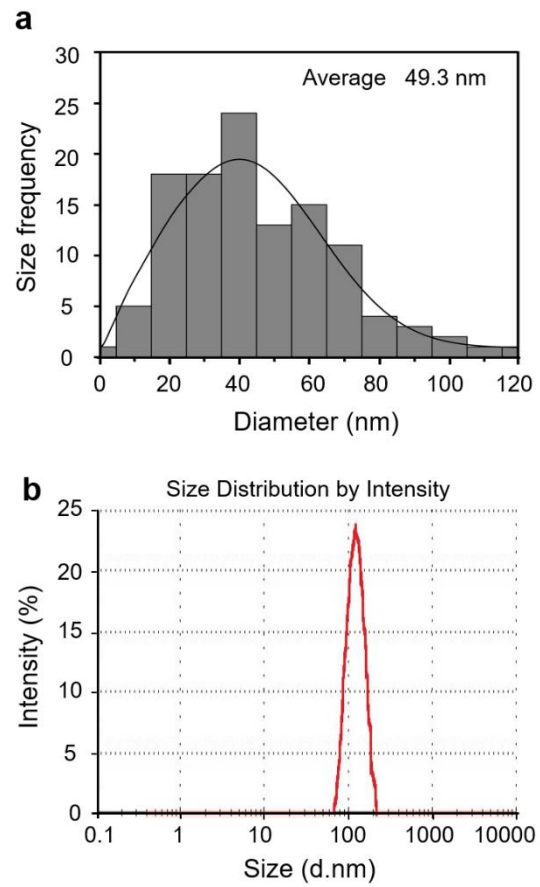 a
Average 49.3 nm
Size frequency
30
25
20
15
10
5
0
0 20 40 60 80 100 120
Diameter (nm)
b
Size Distribution by Intensity
Intensity (%)
25
20
15
10
5
0
0.1 1 10 100 1000 10000
Size (d.nm)